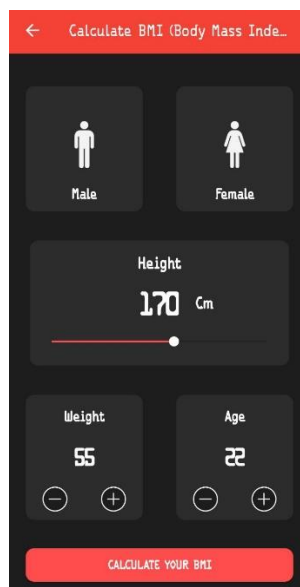 Calculate BMI (Body Mass Inde...
Male Female
Height
170 Cm
Weight Age
55 22
CALCULATE YOUR BMI